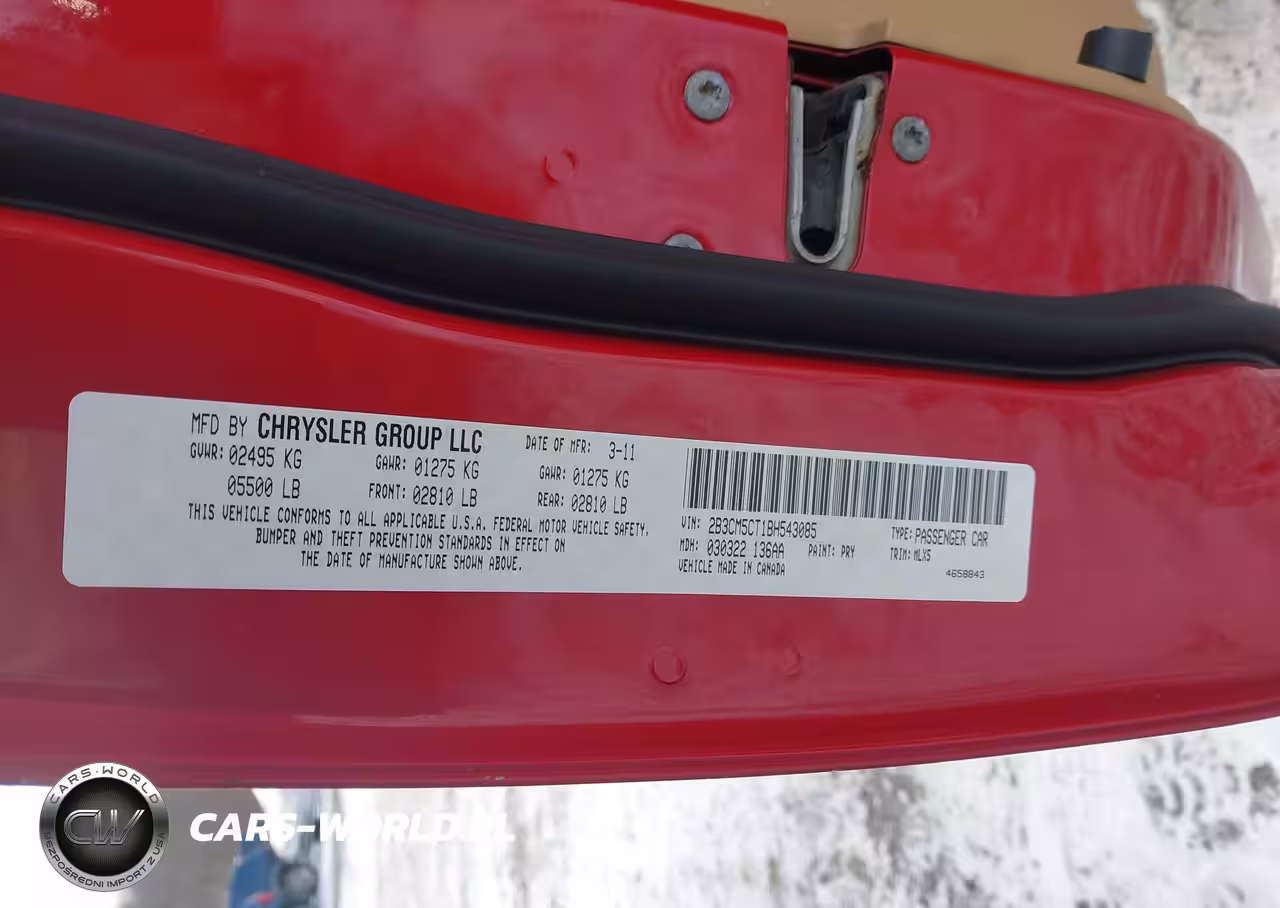 MFD BY CHRYSLER GROUP LLC DATE OF MFR: 3-11
GVWR: 02495 KG GAWR: 01275 KG GAWR: 01275 KG
05500 LB FRONT: 02810 LB REAR: 02810 LB
THIS VEHICLE CONFORMS TO ALL APPLICABLE U.S.A. FEDERAL MOTOR VEHICLE SAFETY,
BUMPER AND THEFT PREVENTION STANDARDS IN EFFECT ON
THE DATE OF MANUFACTURE SHOWN ABOVE.
VIN: 2B3CM5CT1BH543085 TYPE: PASSENGER CAR
MDH: 030322 136AA PAINT: PRY TRIM: MLX5
VEHICLE MADE IN CANADA 4658843
CARS-WORLD
CW
BEZPOŚREDNI IMPORT Z USA
CARS-WORLD.PL